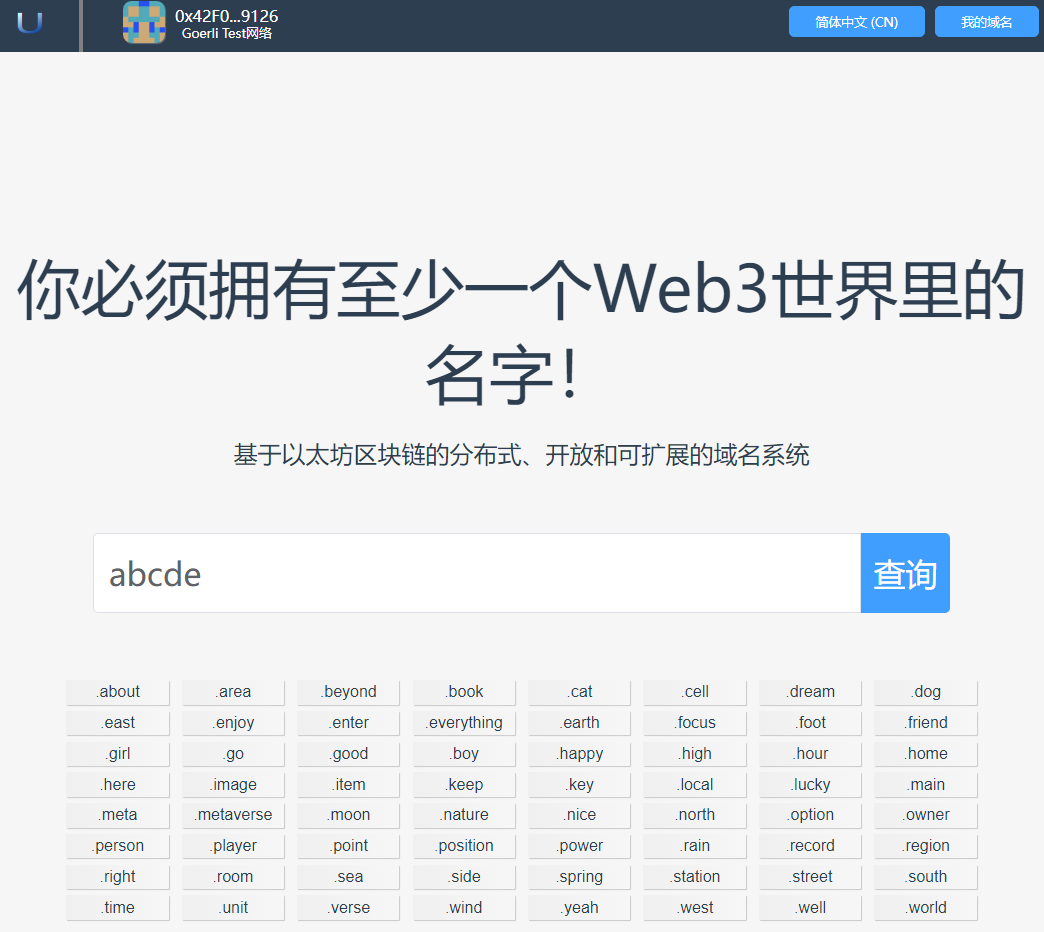 U
0x42F0...9126
Goerli Test网络
简体中文 (CN)
我的域名
你必须拥有至少一个Web3世界里的
名字！
基于以太坊区块链的分布式、开放和可扩展的域名系统
abcde
查询
.about .area .beyond .book .cat .cell .dream .dog
.east .enjoy .enter .everything .earth .focus .foot .friend
.girl .go .good .boy .happy .high .hour .home
.here .image .item .keep .key .local .lucky .main
.meta .metaverse .moon .nature .nice .north .option .owner
.person .player .point .position .power .rain .record .region
.right .room .sea .side .spring .station .street .south
.time .unit .verse .wind .yeah .west .well .world